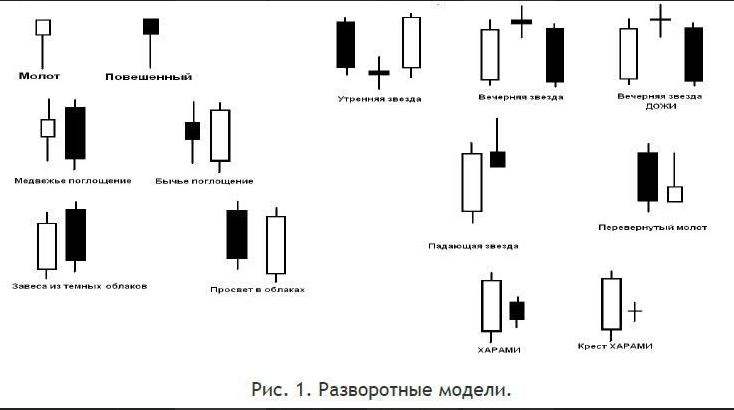 Молот
Повешенный
Утренняя звезда
Вечерняя звезда
Вечерняя звезда
ДОЖИ
Медвежье поглощение
Бычье поглощение
Падающая звезда
Перевернутый молот
Завеса из темных облаков
Просвет в облаках
ХАРАМИ
Крест ХАРАМИ
Рис. 1. Разворотные модели.